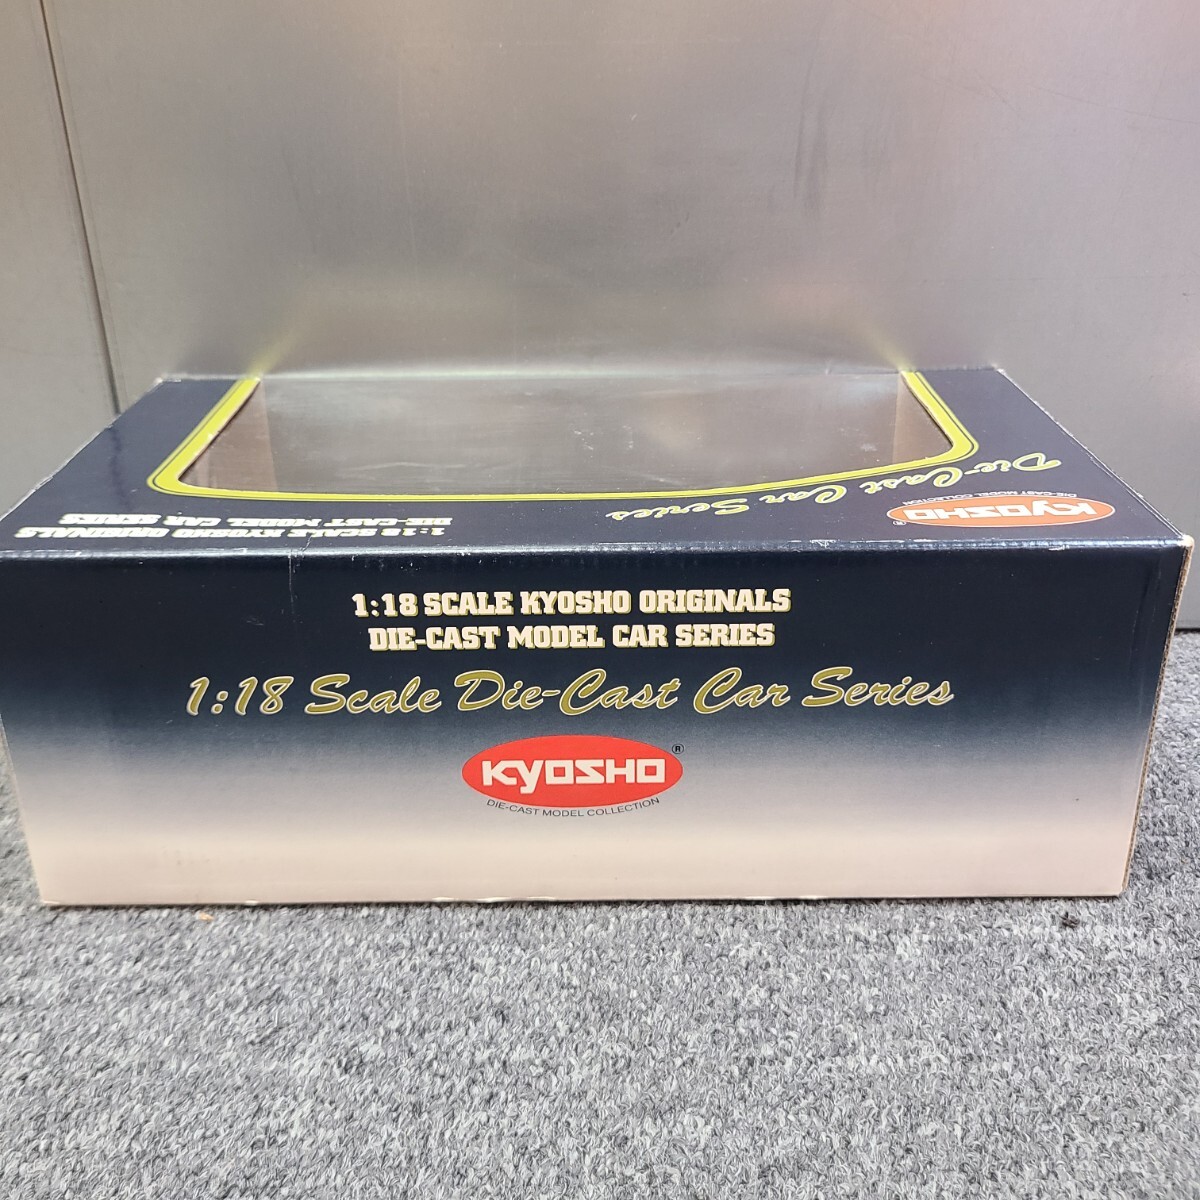 Die-Cast Car Series
KYOSHO®
DIE-CAST MODEL COLLECTION
1:18 SCALE KYOSHO ORIGINALS
DIE-CAST MODEL CAR SERIES
1:18 SCALE KYOSHO ORIGINALS
DIE-CAST MODEL CAR SERIES
1:18 Scale Die-Cast Car Series
KYOSHO®
DIE-CAST MODEL COLLECTION